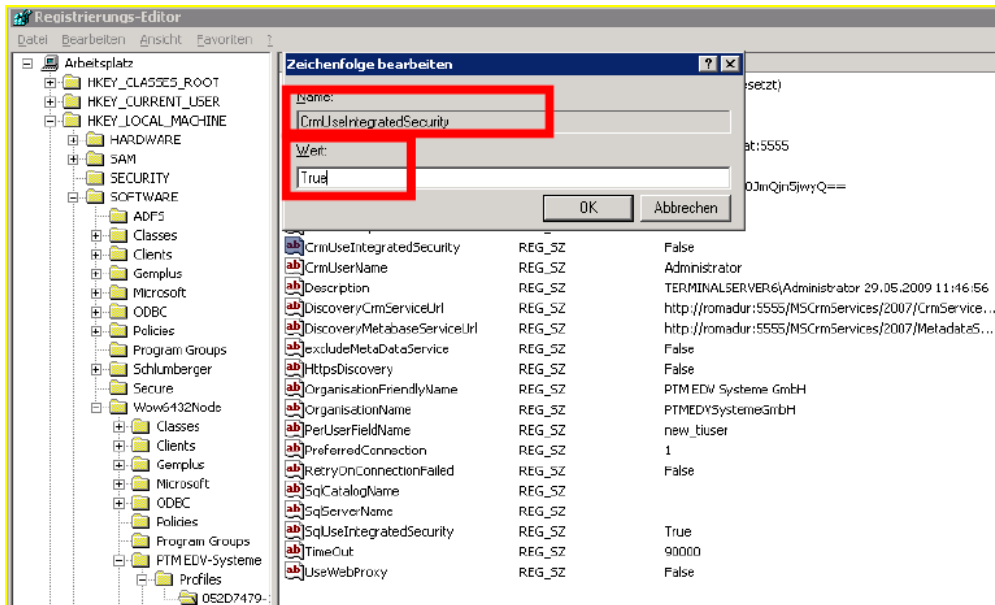 Registrierungs-Editor
Datei Bearbeiten Ansicht Favoriten ?
Arbeitsplatz
HKEY_CLASSES_ROOT
HKEY_CURRENT_USER
HKEY_LOCAL_MACHINE
HARDWARE
SAM
SECURITY
SOFTWARE
ADFS
Classes
Clients
Gemplus
Microsoft
ODBC
Policies
Program Groups
Schlumberger
Secure
Wow6432Node
Classes
Clients
Gemplus
Microsoft
ODBC
Policies
Program Groups
PTM EDV-Systeme
Profiles
052D7479-
Zeichenfolge bearbeiten ? X
Name:
CrmUseIntegratedSecurity
Wert:
True
OK Abbrechen
esetzt)
at:5555
0JmQjn5jwyQ==
CrmUseIntegratedSecurity REG_SZ False
CrmUserName REG_SZ Administrator
Description REG_SZ TERMINALSERVER6\Administrator 29.05.2009 11:46:56
DiscoveryCrmServiceUrl REG_SZ http://romadur:5555/MSCrmServices/2007/CrmService...
DiscoveryMetabaseServiceUrl REG_SZ http://romadur:5555/MSCrmServices/2007/MetadataS...
excludeMetaDataService REG_SZ False
HttpsDiscovery REG_SZ False
OrganisationFriendlyName REG_SZ PTM EDV Systeme GmbH
OrganisationName REG_SZ PTMEDVSystemeGmbH
PerUserFieldName REG_SZ new_tiuser
PreferredConnection REG_SZ 1
RetryOnConnectionFailed REG_SZ False
SqlCatalogName REG_SZ
SqlServerName REG_SZ
SqlUseIntegratedSecurity REG_SZ True
TimeOut REG_SZ 90000
UseWebProxy REG_SZ False